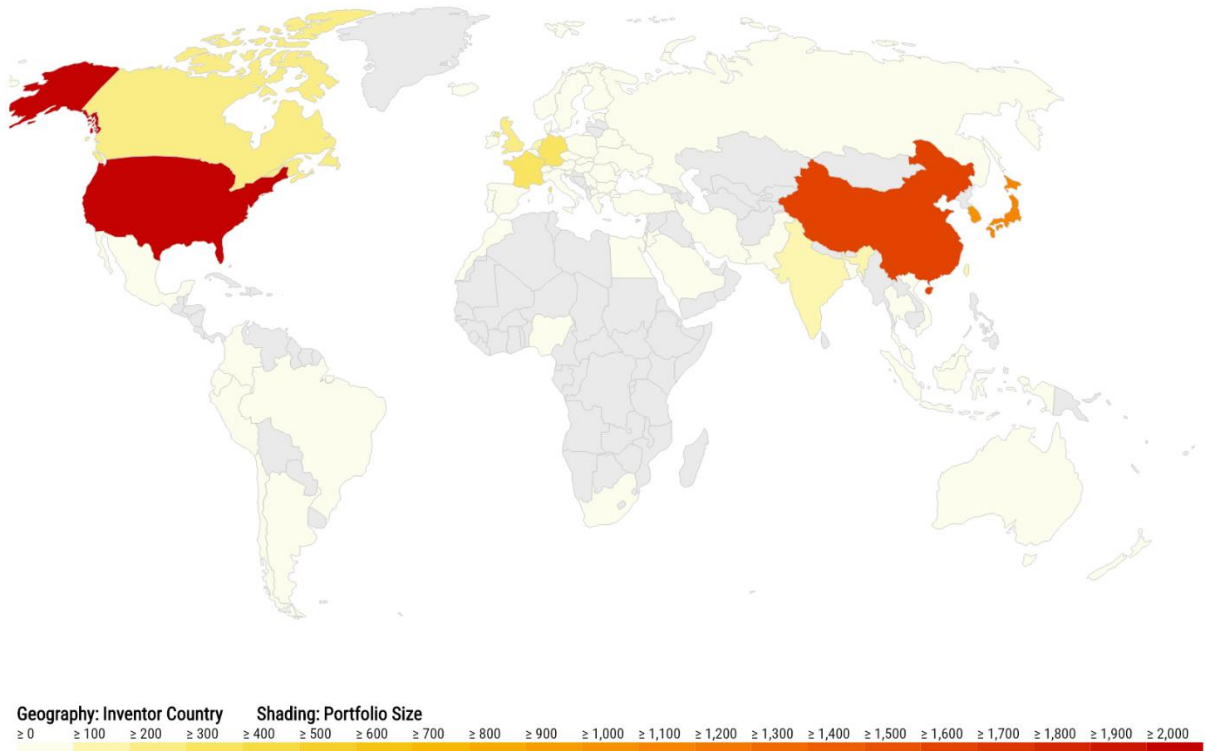 Geography: Inventor Country Shading: Portfolio Size
≥ 0 ≥ 100 ≥ 200 ≥ 300 ≥ 400 ≥ 500 ≥ 600 ≥ 700 ≥ 800 ≥ 900 ≥ 1,000 ≥ 1,100 ≥ 1,200 ≥ 1,300 ≥ 1,400 ≥ 1,500 ≥ 1,600 ≥ 1,700 ≥ 1,800 ≥ 1,900 ≥ 2,000